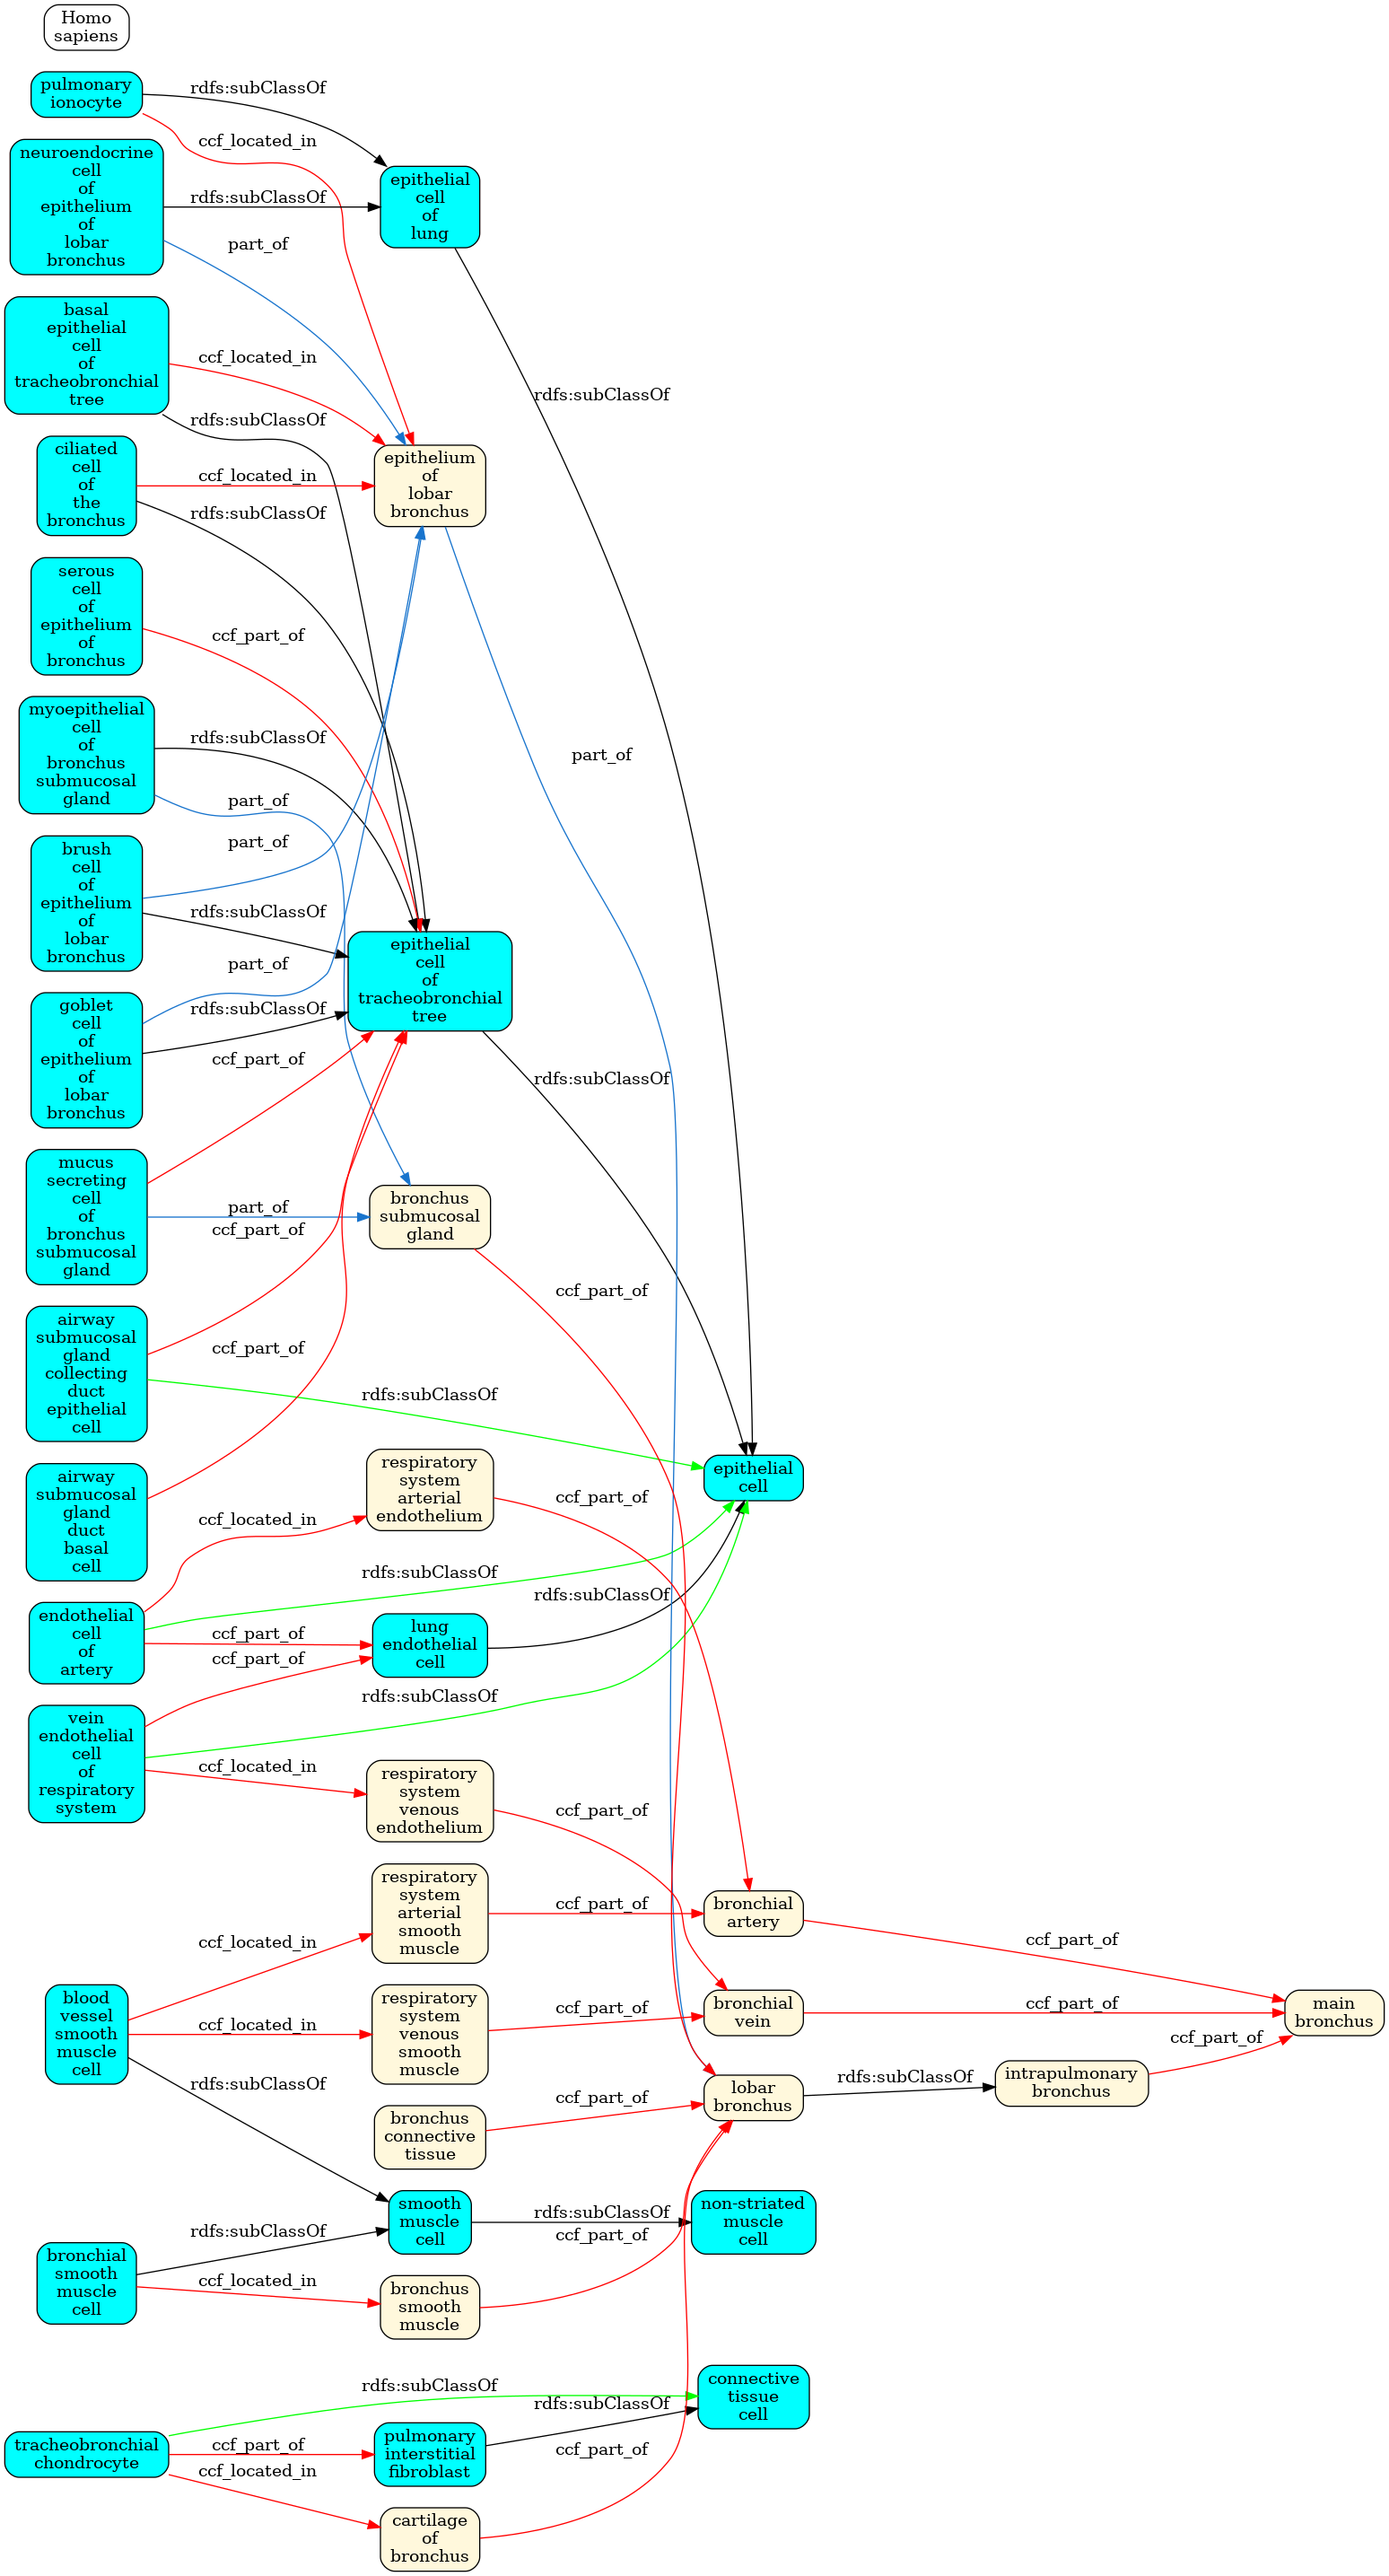 Homo
sapiens
pulmonary
ionocyte
rdfs:subClassOf
ccf_located_in
neuroendocrine
cell
of
epithelium
of
lobar
bronchus
rdfs:subClassOf
part_of
epithelial
cell
of
lung
basal
epithelial
cell
of
tracheobronchial
tree
ccf_located_in
rdfs:subClassOf
rdfs:subClassOf
ciliated
cell
of
the
bronchus
ccf_located_in
rdfs:subClassOf
epithelium
of
lobar
bronchus
serous
cell
of
epithelium
of
bronchus
ccf_part_of
myoepithelial
cell
of
bronchus
submucosal
gland
rdfs:subClassOf
part_of
part_of
brush
cell
of
epithelium
of
lobar
bronchus
part_of
rdfs:subClassOf
goblet
cell
of
epithelium
of
lobar
bronchus
part_of
rdfs:subClassOf
epithelial
cell
of
tracheobronchial
tree
rdfs:subClassOf
mucus
secreting
cell
of
bronchus
submucosal
gland
ccf_part_of
part_of
bronchus
submucosal
gland
ccf_part_of
airway
submucosal
gland
collecting
duct
epithelial
cell
ccf_part_of
rdfs:subClassOf
airway
submucosal
gland
duct
basal
cell
ccf_part_of
respiratory
system
arterial
endothelium
ccf_part_of
epithelial
cell
endothelial
cell
of
artery
ccf_located_in
rdfs:subClassOf
ccf_part_of
lung
endothelial
cell
rdfs:subClassOf
vein
endothelial
cell
of
respiratory
system
ccf_part_of
rdfs:subClassOf
ccf_located_in
respiratory
system
venous
endothelium
ccf_part_of
respiratory
system
arterial
smooth
muscle
ccf_part_of
bronchial
artery
ccf_part_of
blood
vessel
smooth
muscle
cell
ccf_located_in
ccf_located_in
rdfs:subClassOf
respiratory
system
venous
smooth
muscle
ccf_part_of
bronchial
vein
ccf_part_of
main
bronchus
bronchus
connective
tissue
ccf_part_of
lobar
bronchus
rdfs:subClassOf
intrapulmonary
bronchus
ccf_part_of
smooth
muscle
cell
rdfs:subClassOf
non-striated
muscle
cell
bronchial
smooth
muscle
cell
rdfs:subClassOf
ccf_located_in
bronchus
smooth
muscle
ccf_part_of
tracheobronchial
chondrocyte
rdfs:subClassOf
ccf_part_of
ccf_located_in
pulmonary
interstitial
fibroblast
rdfs:subClassOf
connective
tissue
cell
cartilage
of
bronchus
ccf_part_of